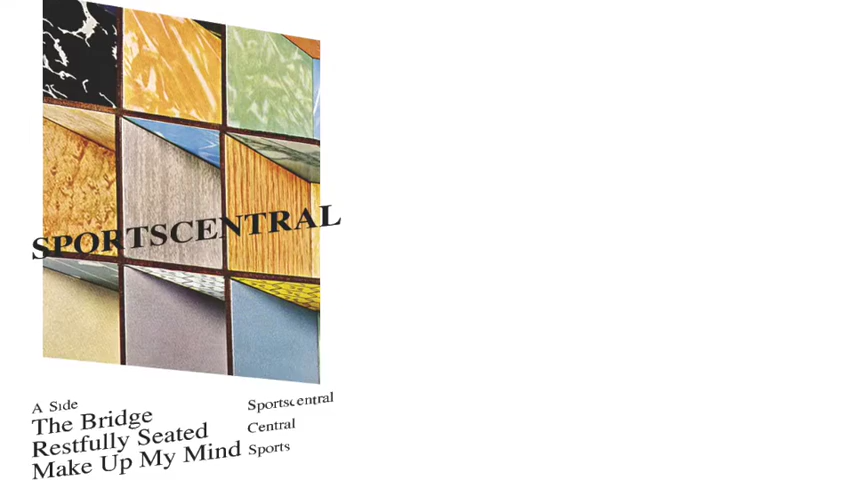 SPORTSCENTRAL
A Side
The Bridge
Restfully Seated
Make Up My Mind
Sportscentral
Central
Sports